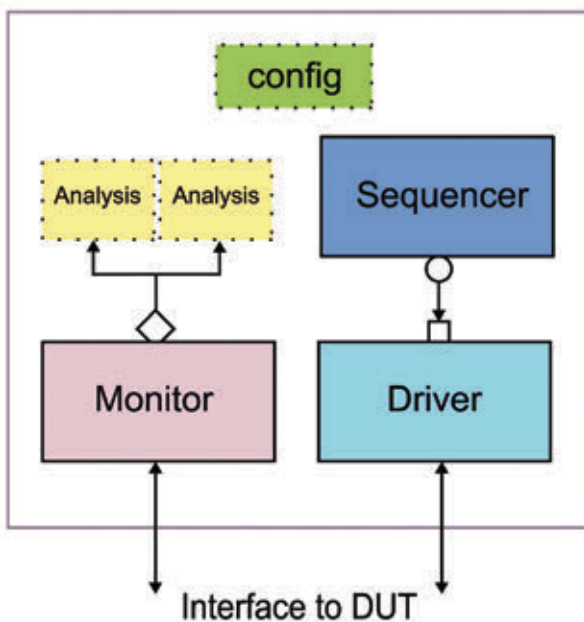 config
Analysis
Analysis
Sequencer
Monitor
Driver
Interface to DUT